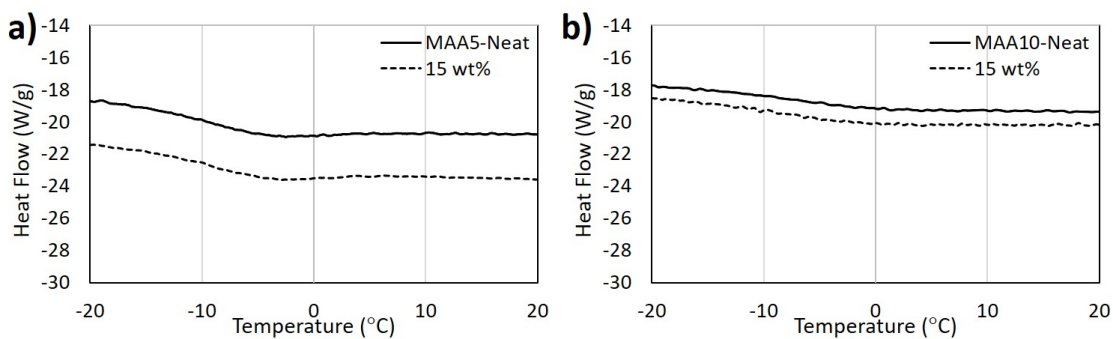 a)
Heat Flow (W/g)
-14
-16
-18
-20
-22
-24
-26
-28
-30
MAA5-Neat
15 wt%
-20 -10 0 10 20
Temperature (°C)
b)
Heat Flow (W/g)
-14
-16
-18
-20
-22
-24
-26
-28
-30
MAA10-Neat
15 wt%
-20 -10 0 10 20
Temperature (°C)